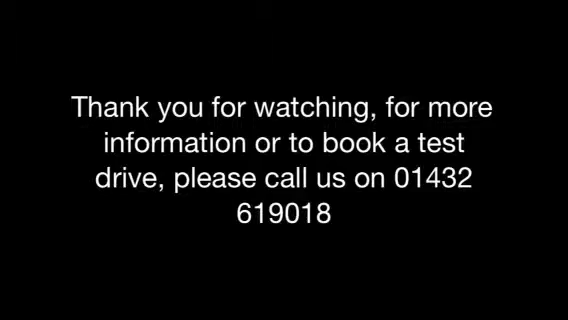 Thank you for watching, for more
information or to book a test
drive, please call us on 01432
619018